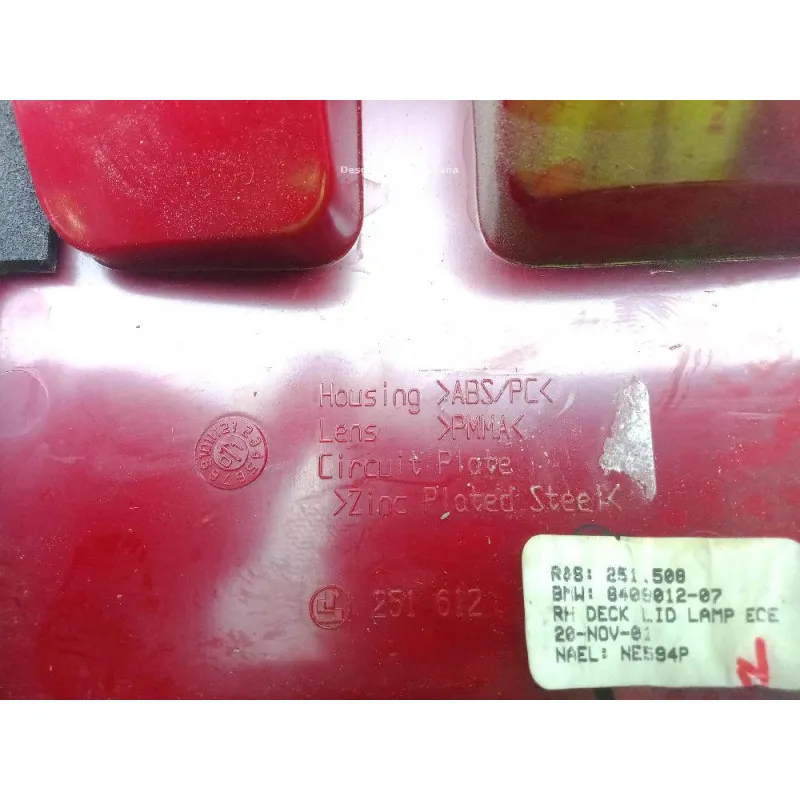 Housing >ABS/PC<
Lens >PMMA<
Circuit Plate
>Zinc Plated Steel<
251 612
R&S: 251.508
BMW: 8408012-07
RH DECK LID LAMP ECE
20-NOV-01
NAEL: NE594P